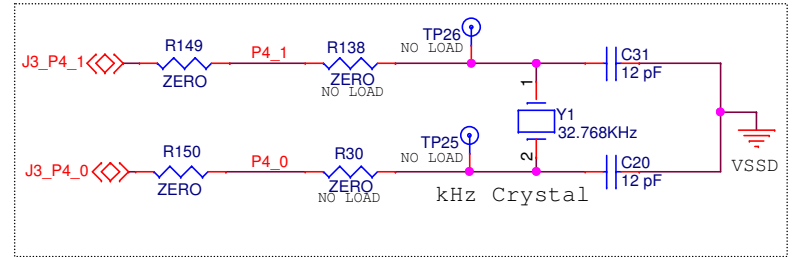 J3_P4_1
R149
ZERO
P4_1
R138
ZERO
NO LOAD
TP26
NO LOAD
C31
12 pF
1
Y1
32.768KHz
2
VSSD
J3_P4_0
R150
ZERO
P4_0
R30
ZERO
NO LOAD
TP25
NO LOAD
C20
12 pF
kHz Crystal